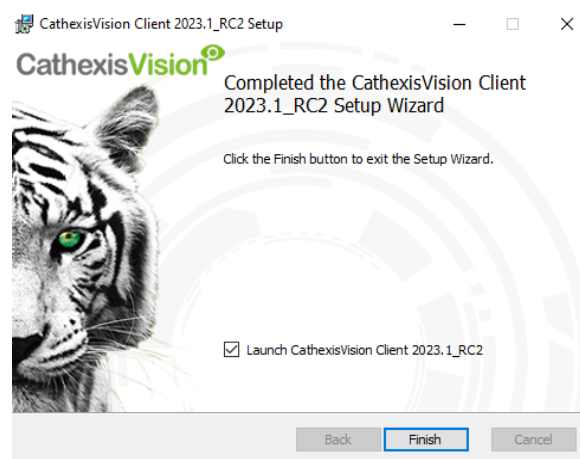 CathexisVision Client 2023.1_RC2 Setup
CathexisVision
Completed the CathexisVision Client
2023.1_RC2 Setup Wizard
Click the Finish button to exit the Setup Wizard.
Launch CathexisVision Client 2023.1_RC2
Back Finish Cancel